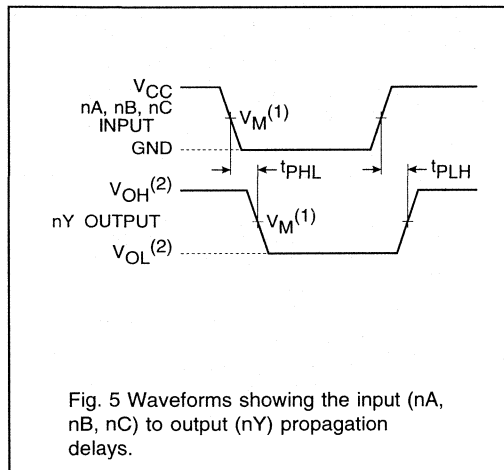 VCC
nA, nB, nC
INPUT
VM(1)
GND
tPHL
tPLH
VOH(2)
nY OUTPUT
VM(1)
VOL(2)
Fig. 5 Waveforms showing the input (nA,
nB, nC) to output (nY) propagation
delays.